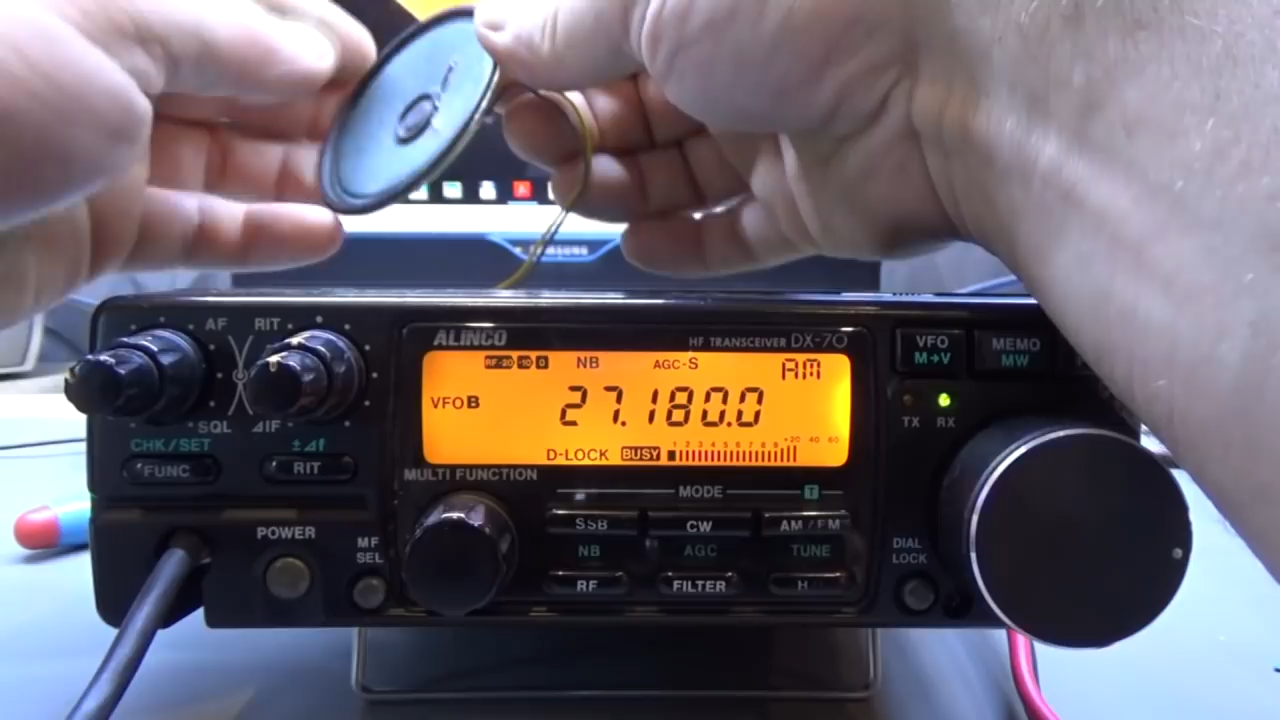 SAMSUNG
AF RIT
SQL ⊿IF
CHK/SET ±⊿f
FUNC RIT
ALINCO HF TRANSCEIVER DX-70
RF-20 -10 0 NB AGC-S AM
VFO B 27.180.0
1 2 3 4 5 6 7 8 9 +20 40 60
D-LOCK BUSY
MULTI FUNCTION
VFO MEMO
M→V MW
TX RX
POWER
MF
SEL
MODE T
SSB CW AM/FM
NB AGC TUNE
RF FILTER H
DIAL
LOCK